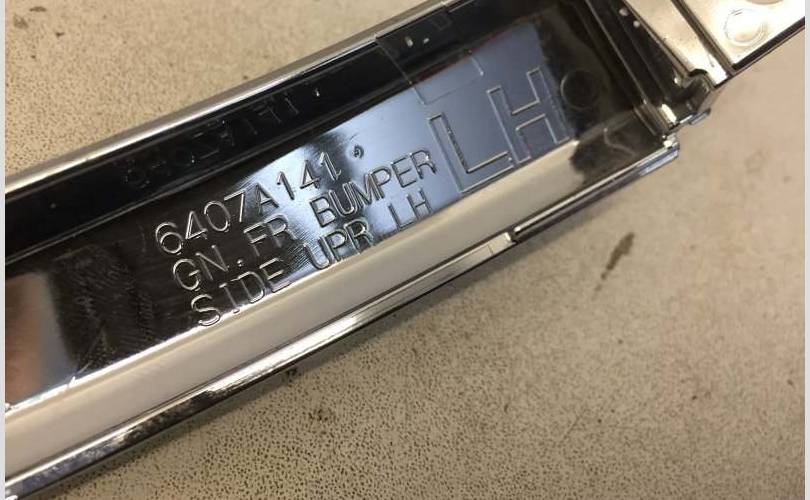 LH
6407A141,
GN.FR BUMPER
SIDE UPR LH